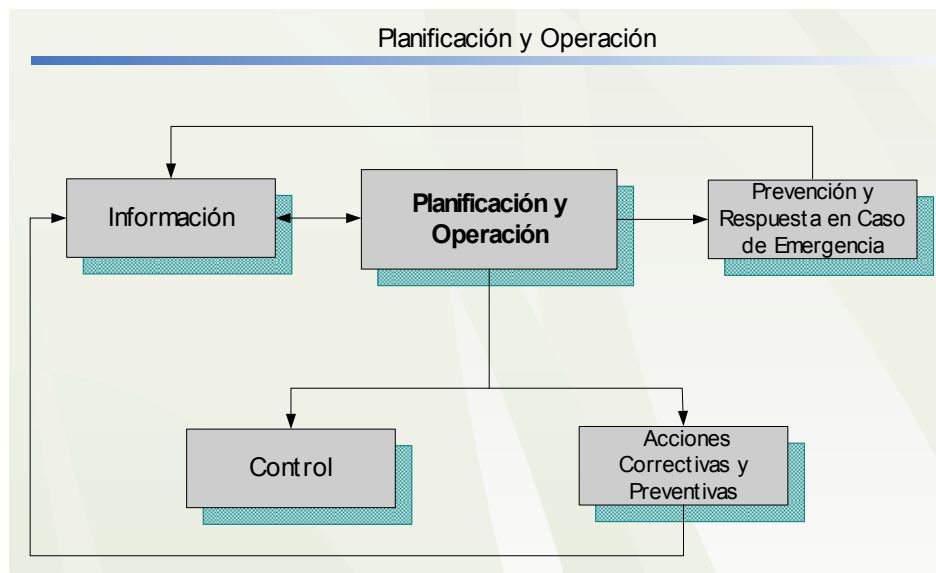 Planificación y Operación
Información
Planificación y
Operación
Prevención y
Respuesta en Caso
de Emergencia
Control
Acciones
Correctivas y
Preventivas